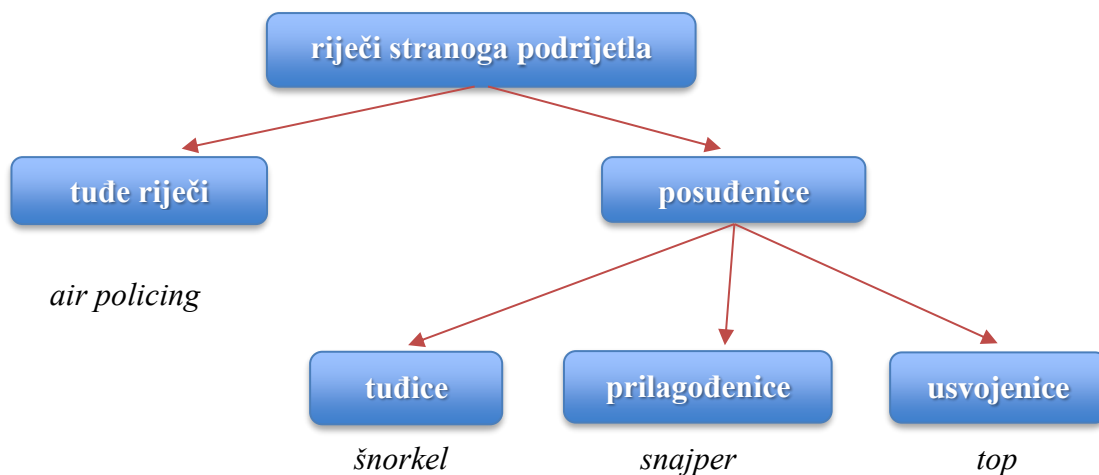 riječi stranoga podrijetla
tuđe riječi
posuđenice
air policing
tuđice
prilagođenice
usvojenice
šnorkel
snajper
top